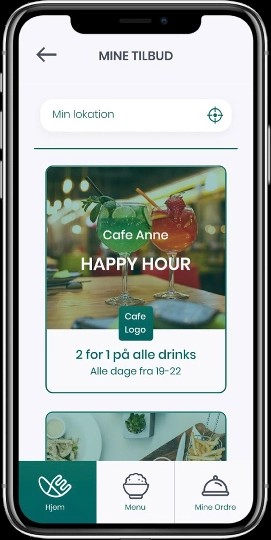 MINE TILBUD
Min lokation
Cafe Anne
HAPPY HOUR
Cafe
Logo
2 for 1 på alle drinks
Alle dage fra 19-22
Hjem
Menu
Mine Ordre